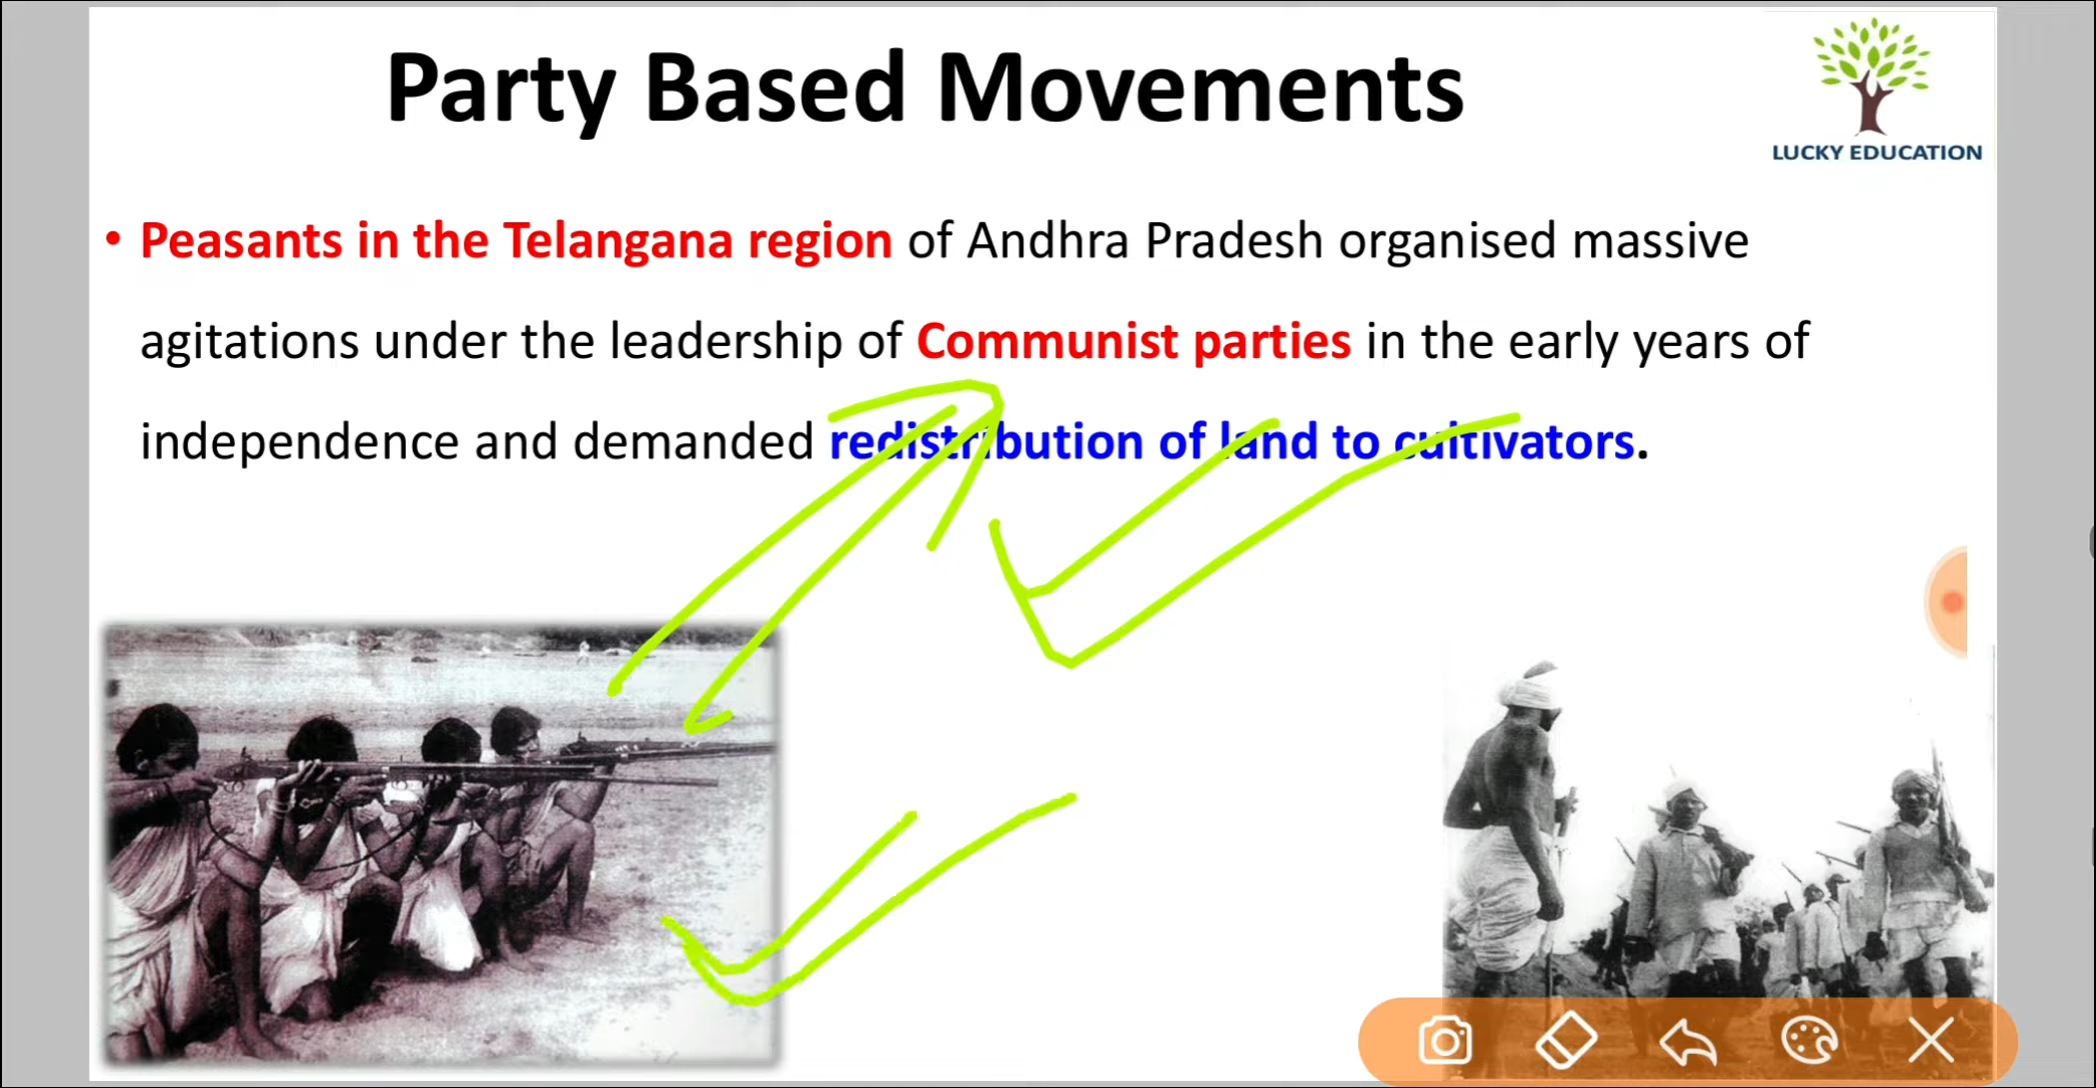 Party Based Movements
LUCKY EDUCATION
• Peasants in the Telangana region of Andhra Pradesh organised massive
agitations under the leadership of Communist parties in the early years of
independence and demanded redistribution of land to cultivators.